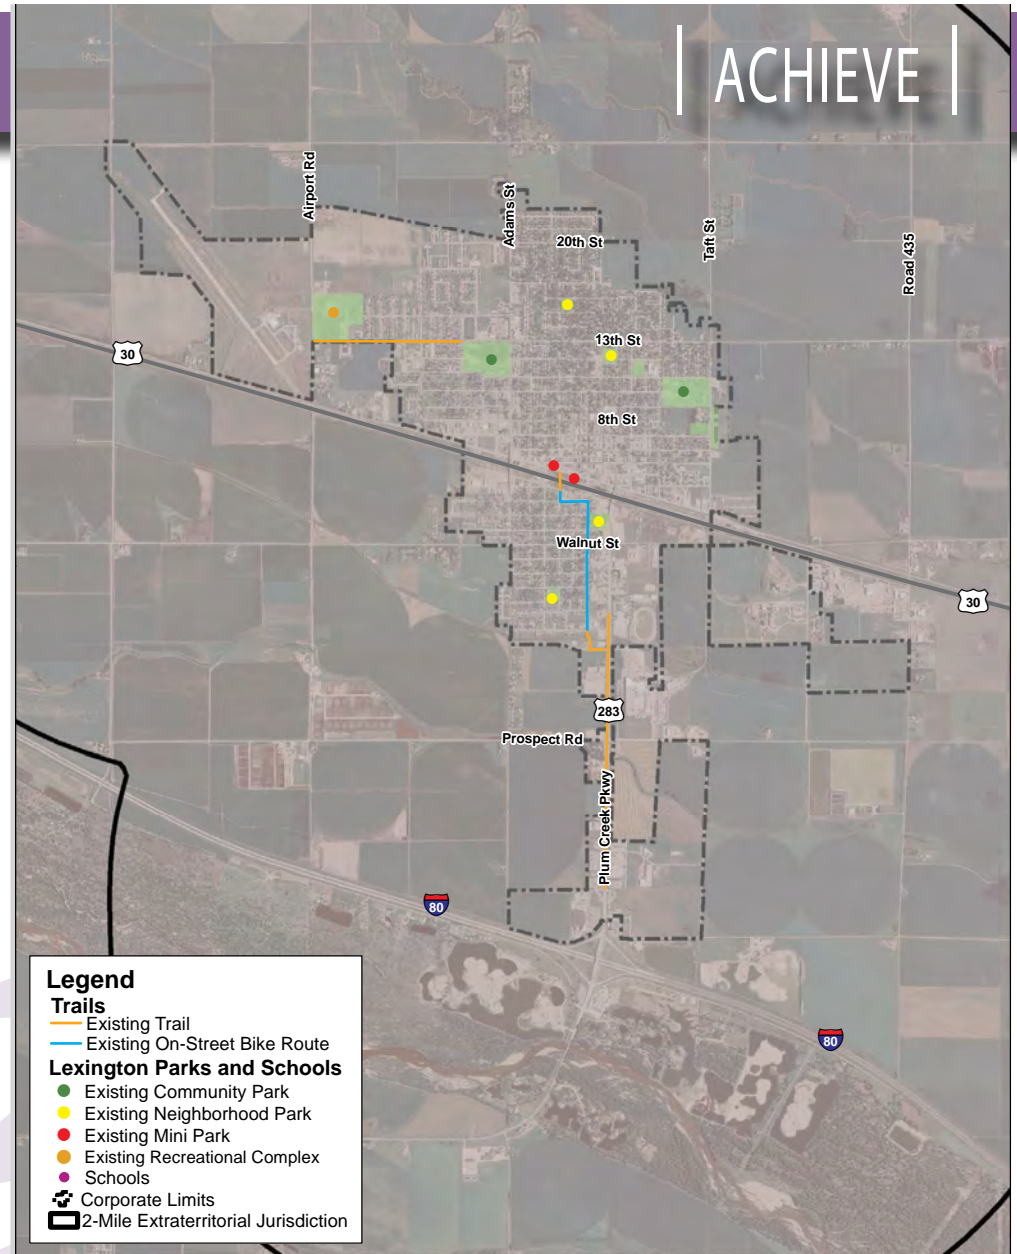 | ACHIEVE |
Airport Rd
Adams St
20th St
Taft St
Road 435
13th St
30
8th St
Walnut St
30
283
Prospect Rd
Plum Creek Pkwy
80
80
Legend
Trails
Existing Trail
Existing On-Street Bike Route
Lexington Parks and Schools
Existing Community Park
Existing Neighborhood Park
Existing Mini Park
Existing Recreational Complex
Schools
Corporate Limits
2-Mile Extraterritorial Jurisdiction